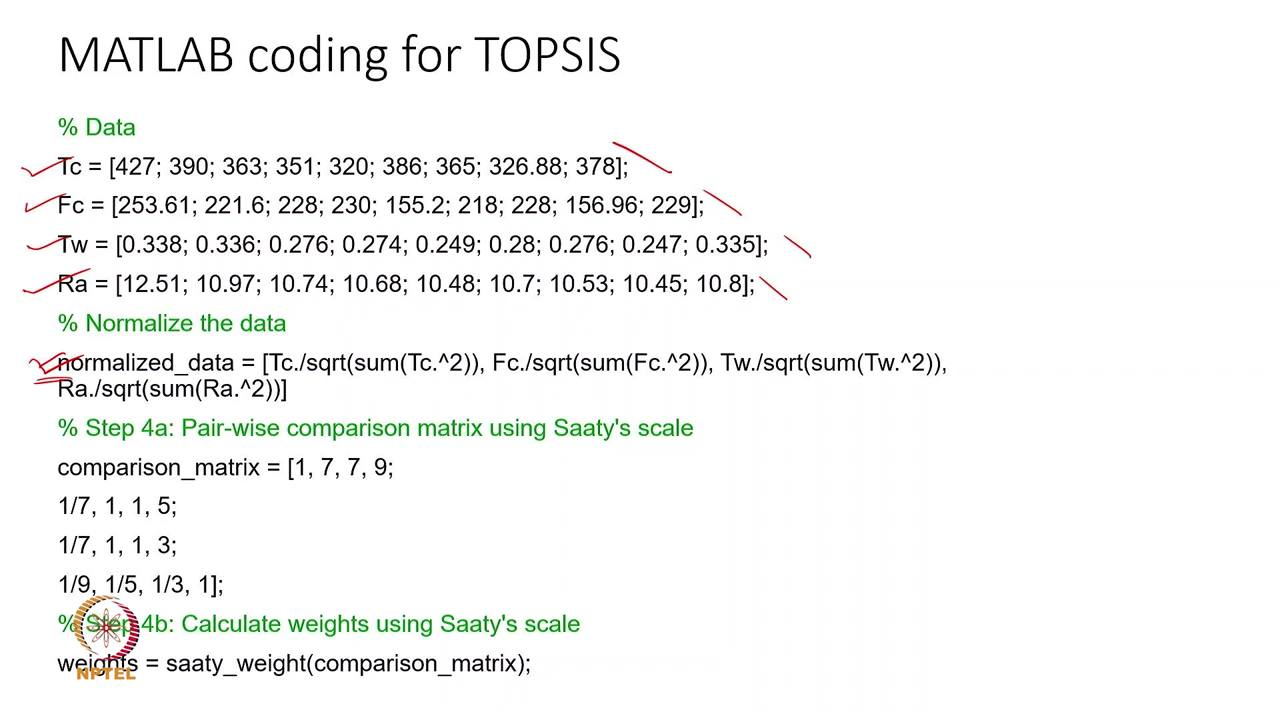 MATLAB coding for TOPSIS
% Data
Tc = [427; 390; 363; 351; 320; 386; 365; 326.88; 378];
Fc = [253.61; 221.6; 228; 230; 155.2; 218; 228; 156.96; 229];
Tw = [0.338; 0.336; 0.276; 0.274; 0.249; 0.28; 0.276; 0.247; 0.335];
Ra = [12.51; 10.97; 10.74; 10.68; 10.48; 10.7; 10.53; 10.45; 10.8];
% Normalize the data
normalized_data = [Tc./sqrt(sum(Tc.^2)), Fc./sqrt(sum(Fc.^2)), Tw./sqrt(sum(Tw.^2)),
Ra./sqrt(sum(Ra.^2))]
% Step 4a: Pair-wise comparison matrix using Saaty's scale
comparison_matrix = [1, 7, 7, 9;
1/7, 1, 1, 5;
1/7, 1, 1, 3;
1/9, 1/5, 1/3, 1];
% Step 4b: Calculate weights using Saaty's scale
weights = saaty_weight(comparison_matrix);
NPTEL